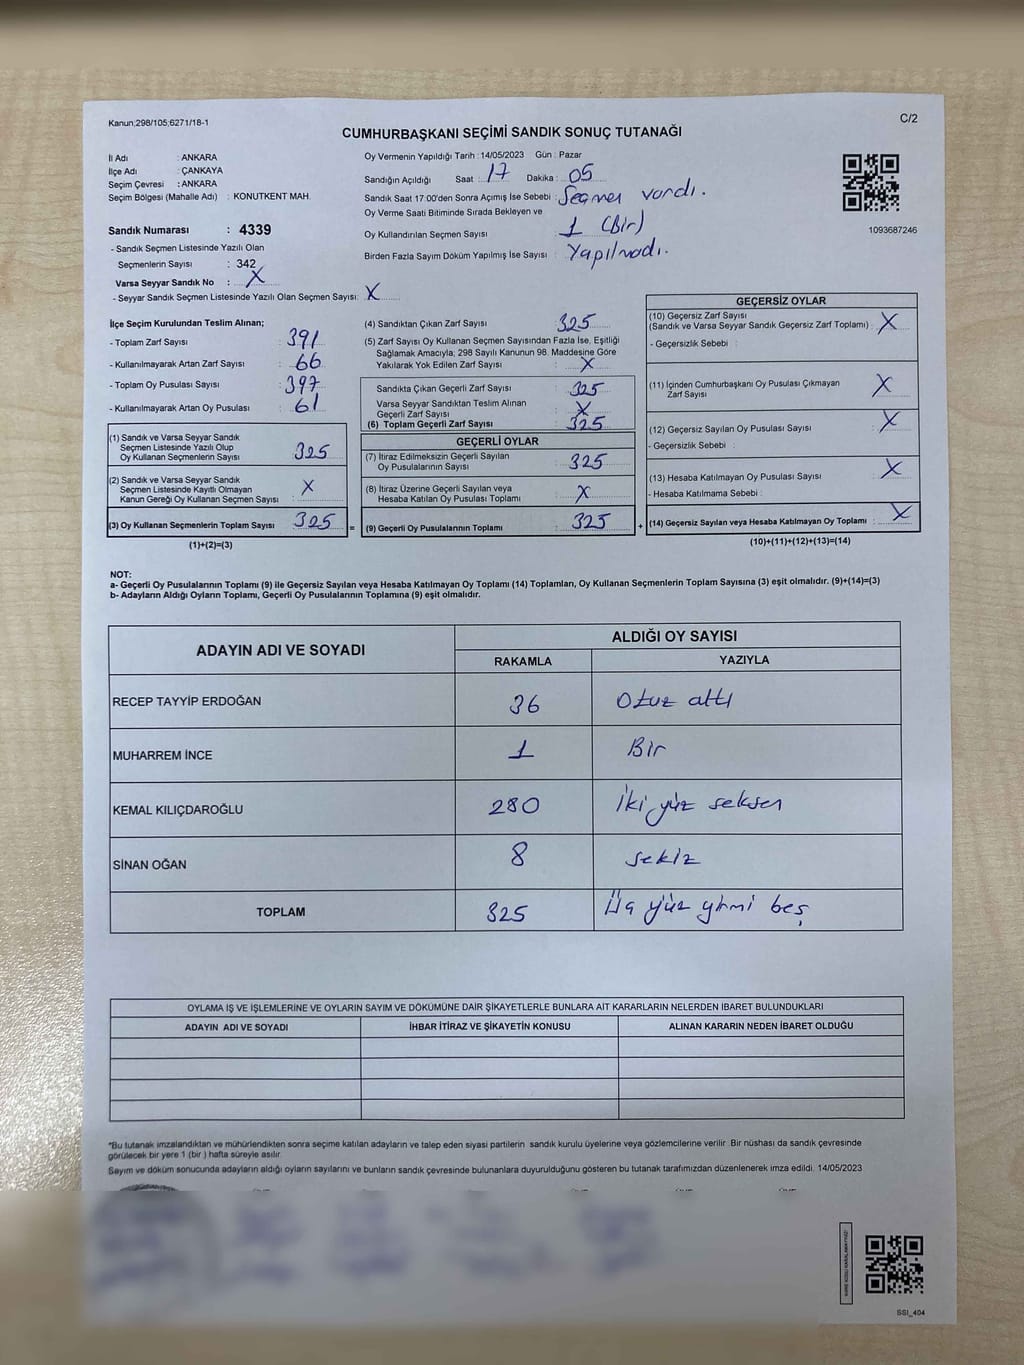 Kanun;298/105;6271/18-1
C/2
CUMHURBAŞKANI SEÇİMİ SANDIK SONUÇ TUTANAĞI
İl Adı : ANKARA
İlçe Adı : ÇANKAYA
Seçim Çevresi : ANKARA
Seçim Bölgesi (Mahalle Adı) : KONUTKENT MAH.
Oy Vermenin Yapıldığı Tarih : 14/05/2023 Gün : Pazar
Sandığın Açıldığı Saat : 17 Dakika : 05
Sandık Saat 17:00'den Sonra Açımış İse Sebebi : Seçmen vardı.
Oy Verme Saati Bitiminde Sırada Bekleyen ve
Oy Kullandırılan Seçmen Sayısı : 1 (Bir)
Birden Fazla Sayım Döküm Yapılmış İse Sayısı : Yapılmadı.
1093687246
Sandık Numarası : 4339
- Sandık Seçmen Listesinde Yazılı Olan
Seçmenlerin Sayısı : 342
Varsa Seyyar Sandık No : X
- Seyyar Sandık Seçmen Listesinde Yazılı Olan Seçmen Sayısı: X
İlçe Seçim Kurulundan Teslim Alınan;
- Toplam Zarf Sayısı : 391
- Kullanılmayarak Artan Zarf Sayısı : 66
- Toplam Oy Pusulası Sayısı : 397
- Kullanılmayarak Artan Oy Pusulası : 61
(1) Sandık ve Varsa Seyyar Sandık
Seçmen Listesinde Yazılı Olup
Oy Kullanan Seçmenlerin Sayısı : 325
(2) Sandık ve Varsa Seyyar Sandık
Seçmen Listesinde Kayıtlı Olmayan
Kanun Gereği Oy Kullanan Seçmen Sayısı : X
(3) Oy Kullanan Seçmenlerin Toplam Sayısı : 325 =
(1)+(2)=(3)
(4) Sandıktan Çıkan Zarf Sayısı : 325
(5) Zarf Sayısı Oy Kullanan Seçmen Sayısından Fazla İse, Eşitliği
Sağlamak Amacıyla; 298 Sayılı Kanunun 98. Maddesine Göre
Yakılarak Yok Edilen Zarf Sayısı : X
Sandıkta Çıkan Geçerli Zarf Sayısı : 325
Varsa Seyyar Sandıktan Teslim Alınan
Geçerli Zarf Sayısı : X
(6) Toplam Geçerli Zarf Sayısı : 325
GEÇERLİ OYLAR
(7) İtiraz Edilmeksizin Geçerli Sayılan
Oy Pusulalarının Sayısı : 325
(8) İtiraz Üzerine Geçerli Sayılan veya
Hesaba Katılan Oy Pusulası Toplamı : X
(9) Geçerli Oy Pusulalarının Toplamı : 325 +
GEÇERSİZ OYLAR
(10) Geçersiz Zarf Sayısı
(Sandık ve Varsa Seyyar Sandık Geçersiz Zarf Toplamı) : X
- Geçersizlik Sebebi :
(11) İçinden Cumhurbaşkanı Oy Pusulası Çıkmayan
Zarf Sayısı : X
(12) Geçersiz Sayılan Oy Pusulası Sayısı : X
- Geçersizlik Sebebi :
(13) Hesaba Katılmayan Oy Pusulası Sayısı : X
- Hesaba Katılmama Sebebi :
(14) Geçersiz Sayılan veya Hesaba Katılmayan Oy Toplamı : X
(10)+(11)+(12)+(13)=(14)
NOT:
a- Geçerli Oy Pusulalarının Toplamı (9) ile Geçersiz Sayılan veya Hesaba Katılmayan Oy Toplamı (14) Toplamları, Oy Kullanan Seçmenlerin Toplam Sayısına (3) eşit olmalıdır. (9)+(14)=(3)
b- Adayların Aldığı Oyların Toplamı, Geçerli Oy Pusulalarının Toplamına (9) eşit olmalıdır.
ADAYIN ADI VE SOYADI
ALDIĞI OY SAYISI
RAKAMLA YAZIYLA
RECEP TAYYİP ERDOĞAN 36 Otuz altı
MUHARREM İNCE 1 Bir
KEMAL KILIÇDAROĞLU 280 İki yüz seksen
SİNAN OĞAN 8 Sekiz
TOPLAM 325 Üç yüz yirmi beş
OYLAMA İŞ VE İŞLEMLERİNE VE OYLARIN SAYIM VE DÖKÜMÜNE DAİR ŞİKAYETLERLE BUNLARA AİT KARARLARIN NELERDEN İBARET BULUNDUKLARI
ADAYIN ADI VE SOYADI İHBAR İTİRAZ VE ŞİKAYETİN KONUSU ALINAN KARARIN NEDEN İBARET OLDUĞU
*Bu tutanak imzalandıktan ve mühürlendikten sonra seçime katılan adayların ve talep eden siyasi partilerin sandık kurulu üyelerine veya gözlemcilerine verilir. Bir nüshası da sandık çevresinde
görülecek bir yere 1 (bir ) hafta süreyle asılır.
Sayım ve döküm sonucunda adayların aldığı oyların sayılarını ve bunların sandık çevresinde bulunanlara duyurulduğunu gösteren bu tutanak tarafımızdan düzenlenerek imza edildi. 14/05/2023
SSI_404